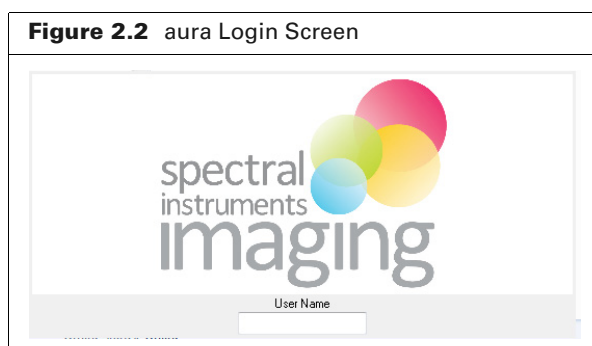 Figure 2.2 aura Login Screen
spectral
instruments
imaging
User Name